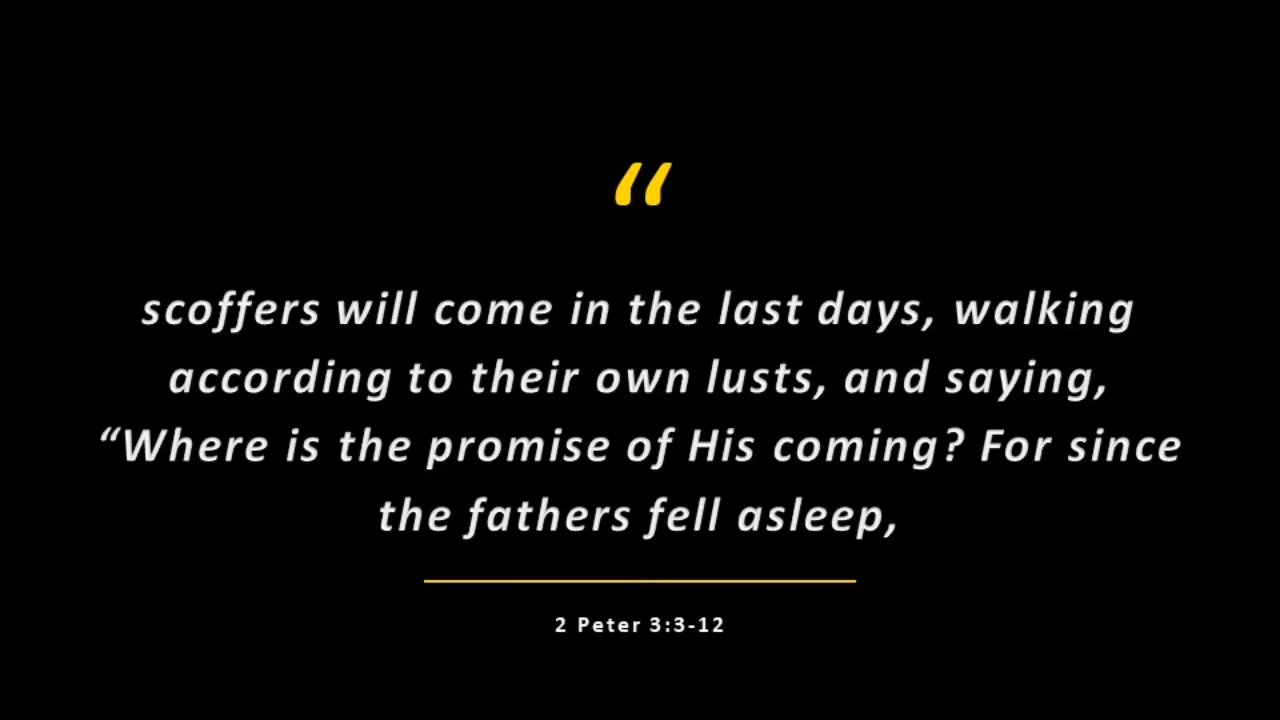 “
scoffers will come in the last days, walking
according to their own lusts, and saying,
“Where is the promise of His coming? For since
the fathers fell asleep,
2 Peter 3:3-12